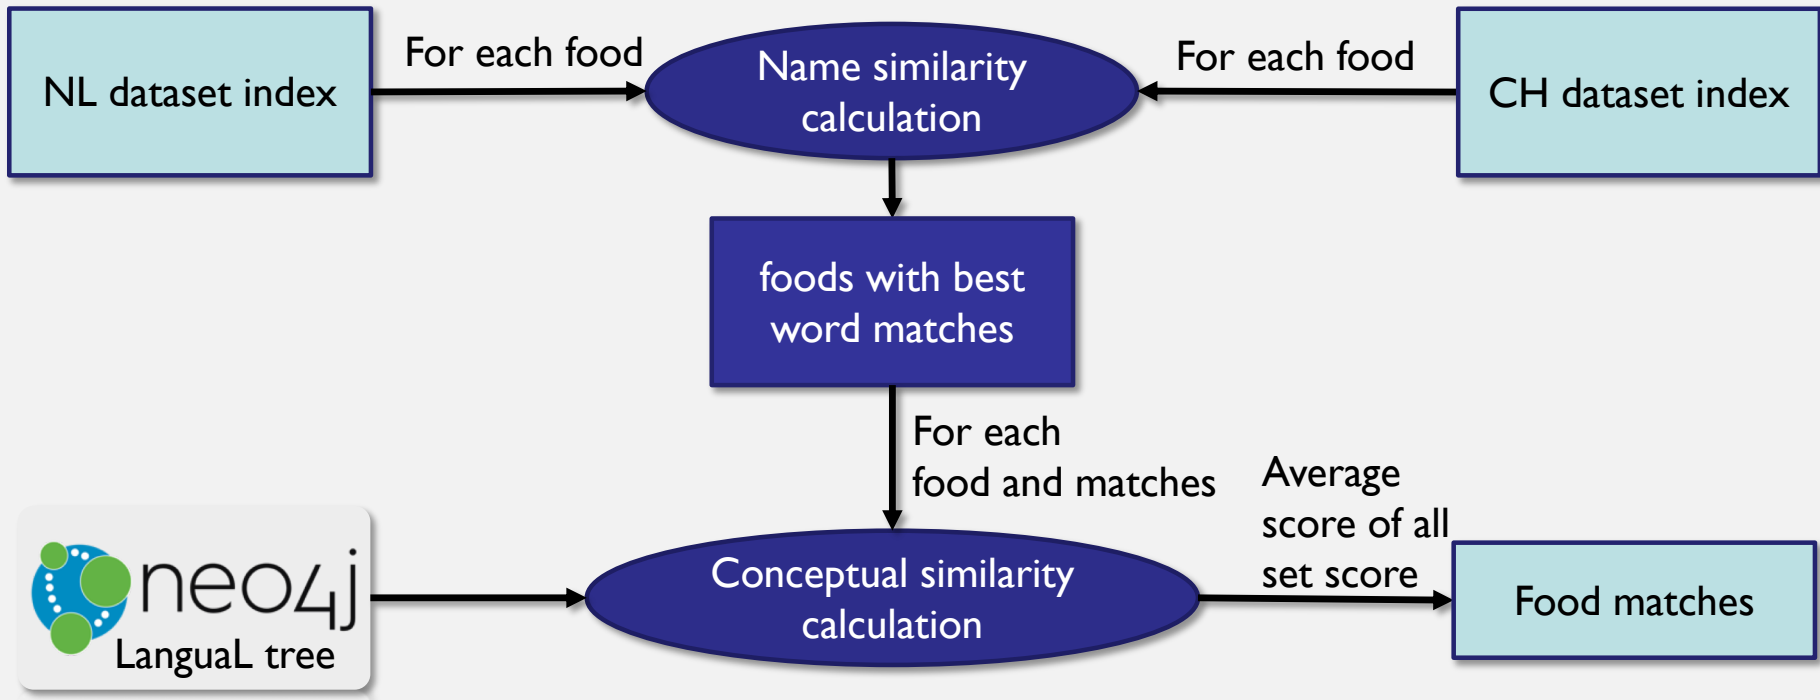 NL dataset index
For each food
Name similarity
calculation
For each food
CH dataset index
foods with best
word matches
For each
food and matches
Average
score of all
set score
neo4j
LanguaL tree
Conceptual similarity
calculation
Food matches